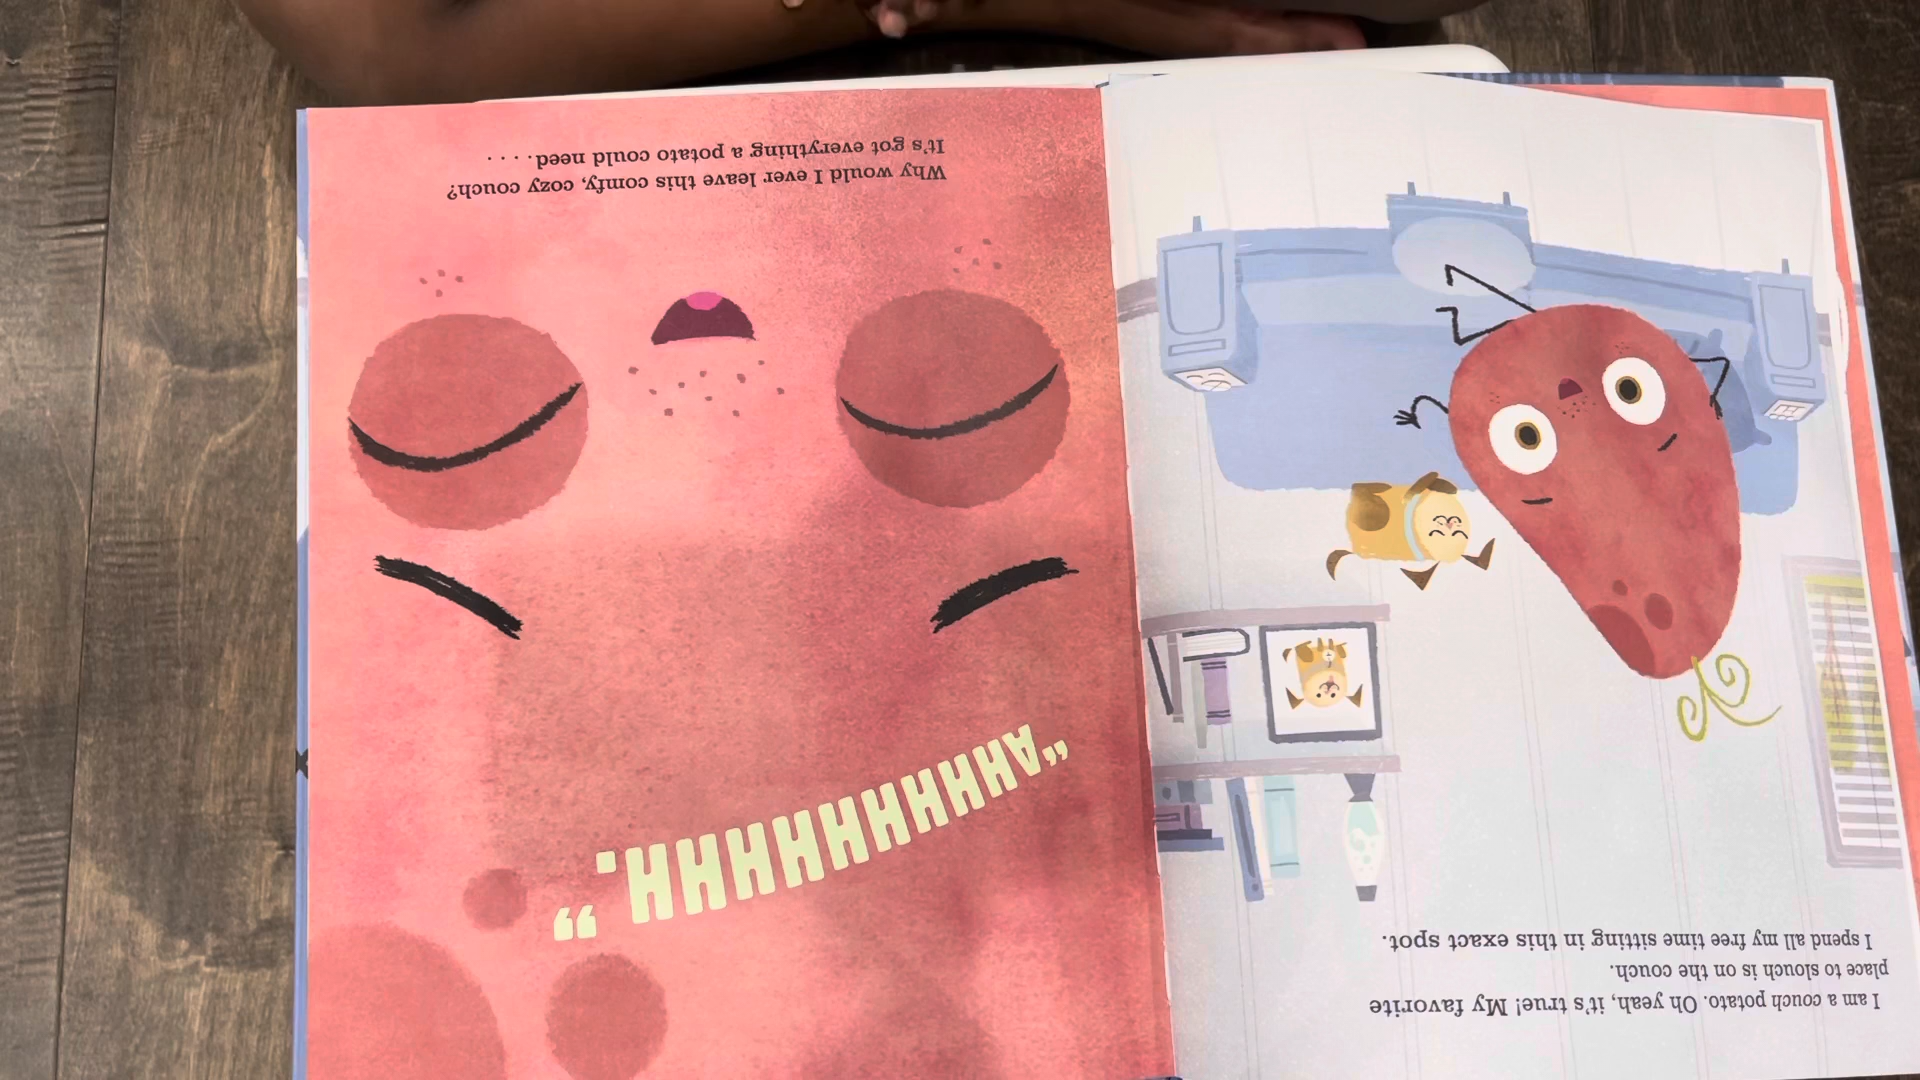 I am a couch potato. Oh yeah, it's true! My favorite
place to slouch is on the couch.
I spend all my free time sitting in this exact spot.
"AHHHHHHHHH."
Why would I ever leave this comfy, cozy couch?
It's got everything a potato could need. . . .